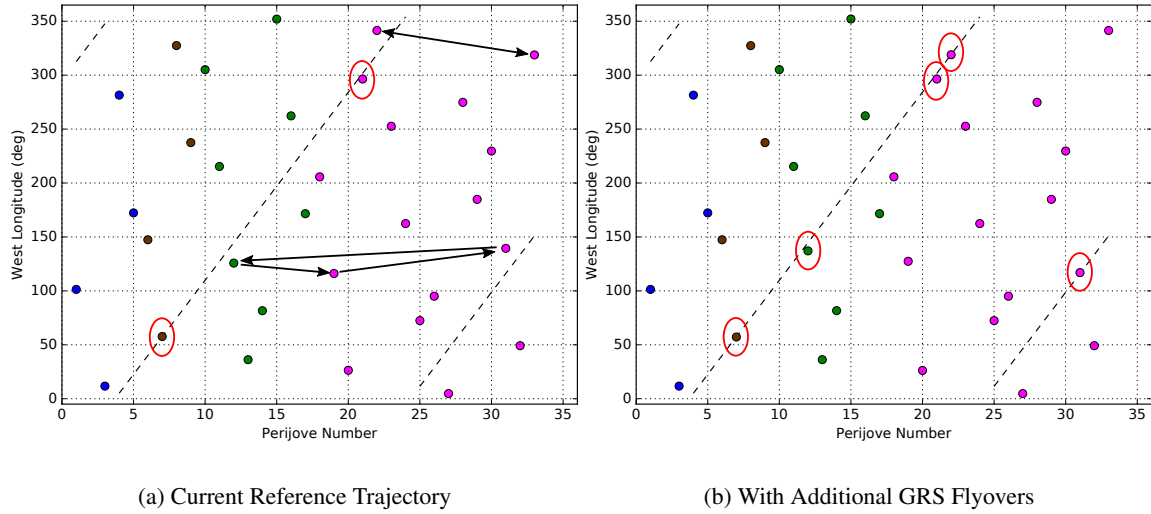 350
300
250
200
150
100
50
0
West Longitude (deg)
0 5 10 15 20 25 30 35
Perijove Number
(a) Current Reference Trajectory
350
300
250
200
150
100
50
0
West Longitude (deg)
0 5 10 15 20 25 30 35
Perijove Number
(b) With Additional GRS Flyovers